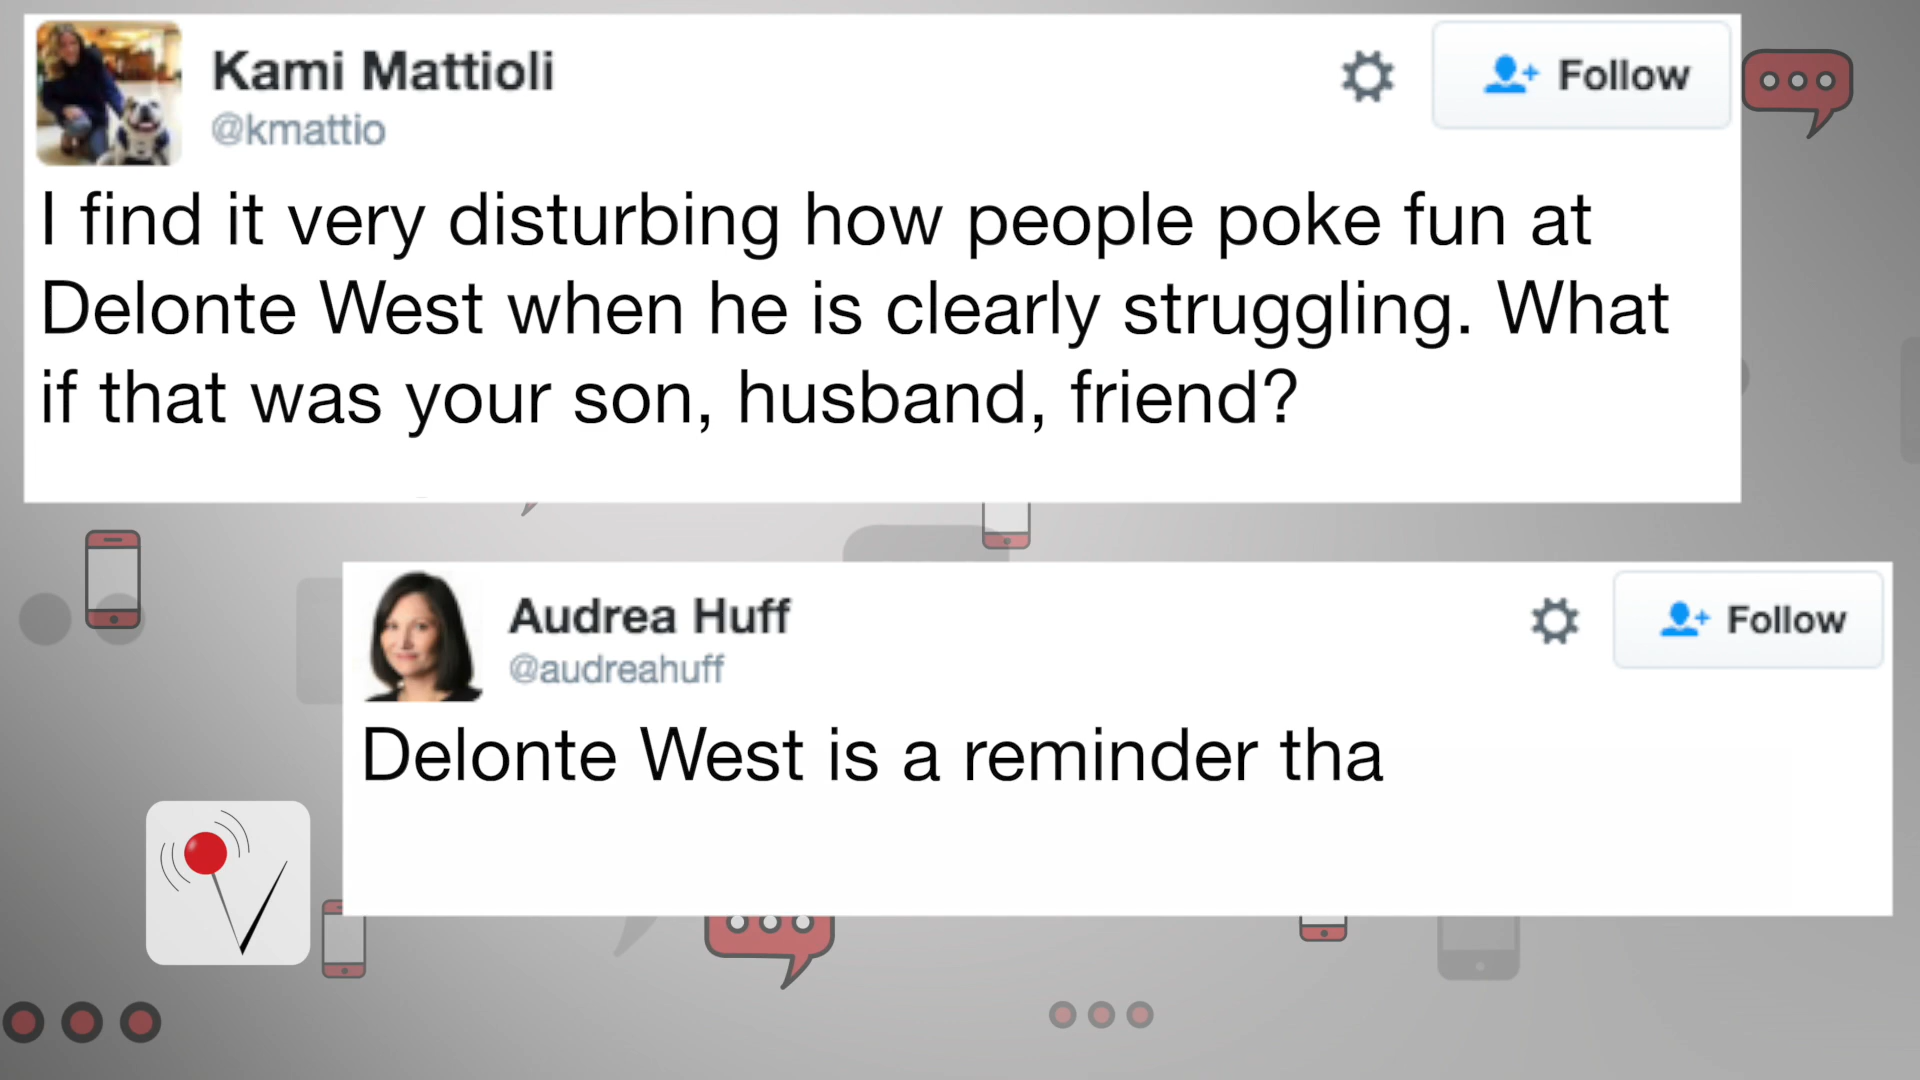 Kami Mattioli
@kmattio
Follow
I find it very disturbing how people poke fun at
Delonte West when he is clearly struggling. What
if that was your son, husband, friend?
Audrea Huff
@audreahuff
Follow
Delonte West is a reminder tha